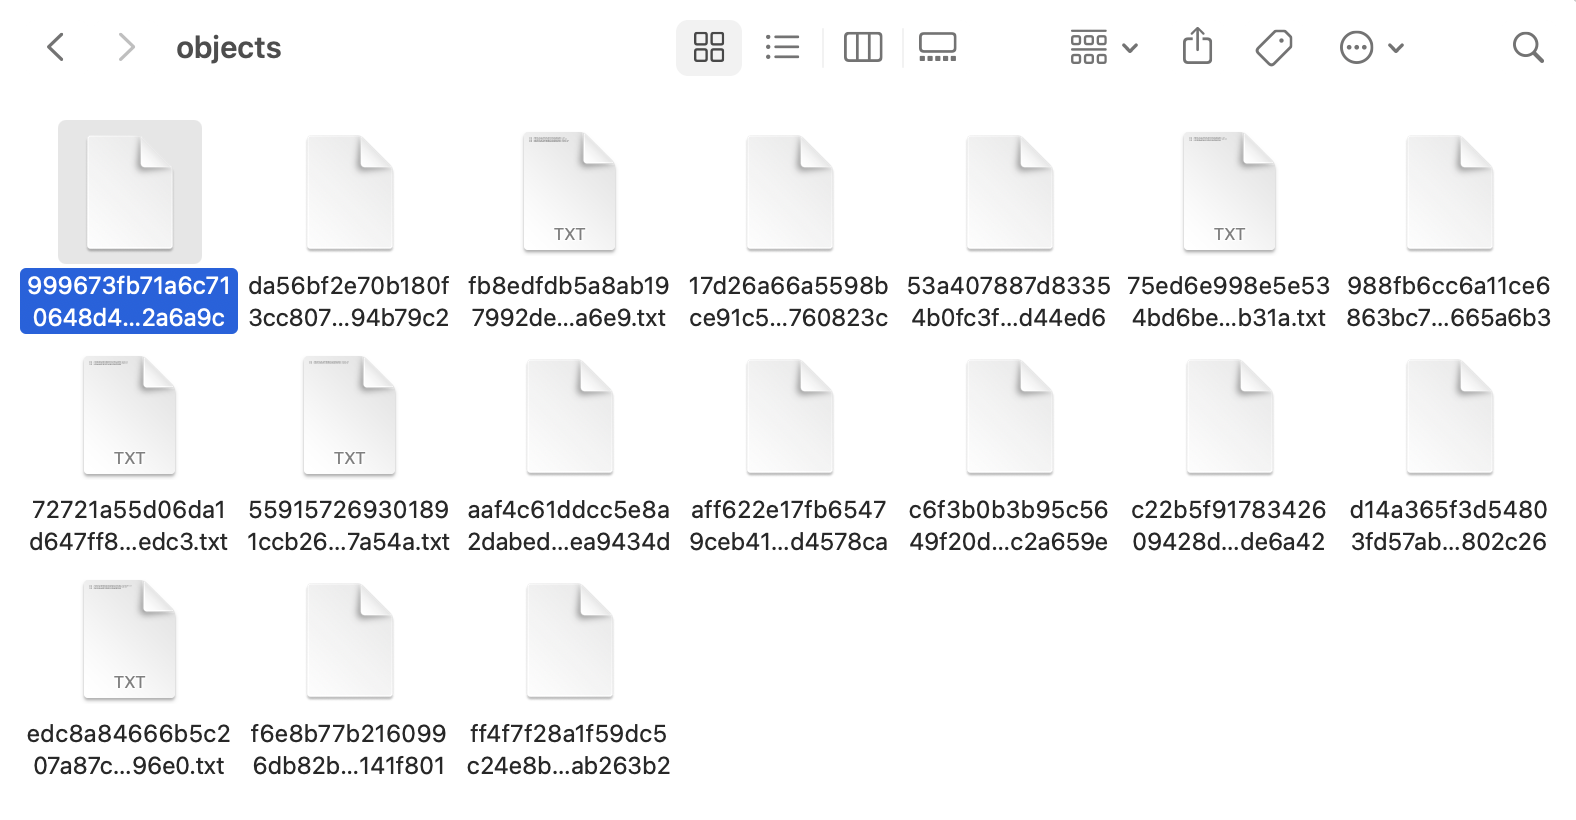 objects
TXT
TXT
999673fb71a6c71
0648d4...2a6a9c
da56bf2e70b180f
3cc807...94b79c2
fb8edfdb5a8ab19
7992de...a6e9.txt
17d26a66a5598b
ce91c5...760823c
53a407887d8335
4b0fc3f...d44ed6
75ed6e998e5e53
4bd6be...b31a.txt
988fb6cc6a11ce6
863bc7...665a6b3
TXT
TXT
72721a55d06da1
d647ff8...edc3.txt
55915726930189
1ccb26...7a54a.txt
aaf4c61ddcc5e8a
2dabed...ea9434d
aff622e17fb6547
9ceb41...d4578ca
c6f3b0b3b95c56
49f20d...c2a659e
c22b5f91783426
09428d...de6a42
d14a365f3d5480
3fd57ab...802c26
TXT
edc8a84666b5c2
07a87c...96e0.txt
f6e8b77b216099
6db82b...141f801
ff4f7f28a1f59dc5
c24e8b...ab263b2